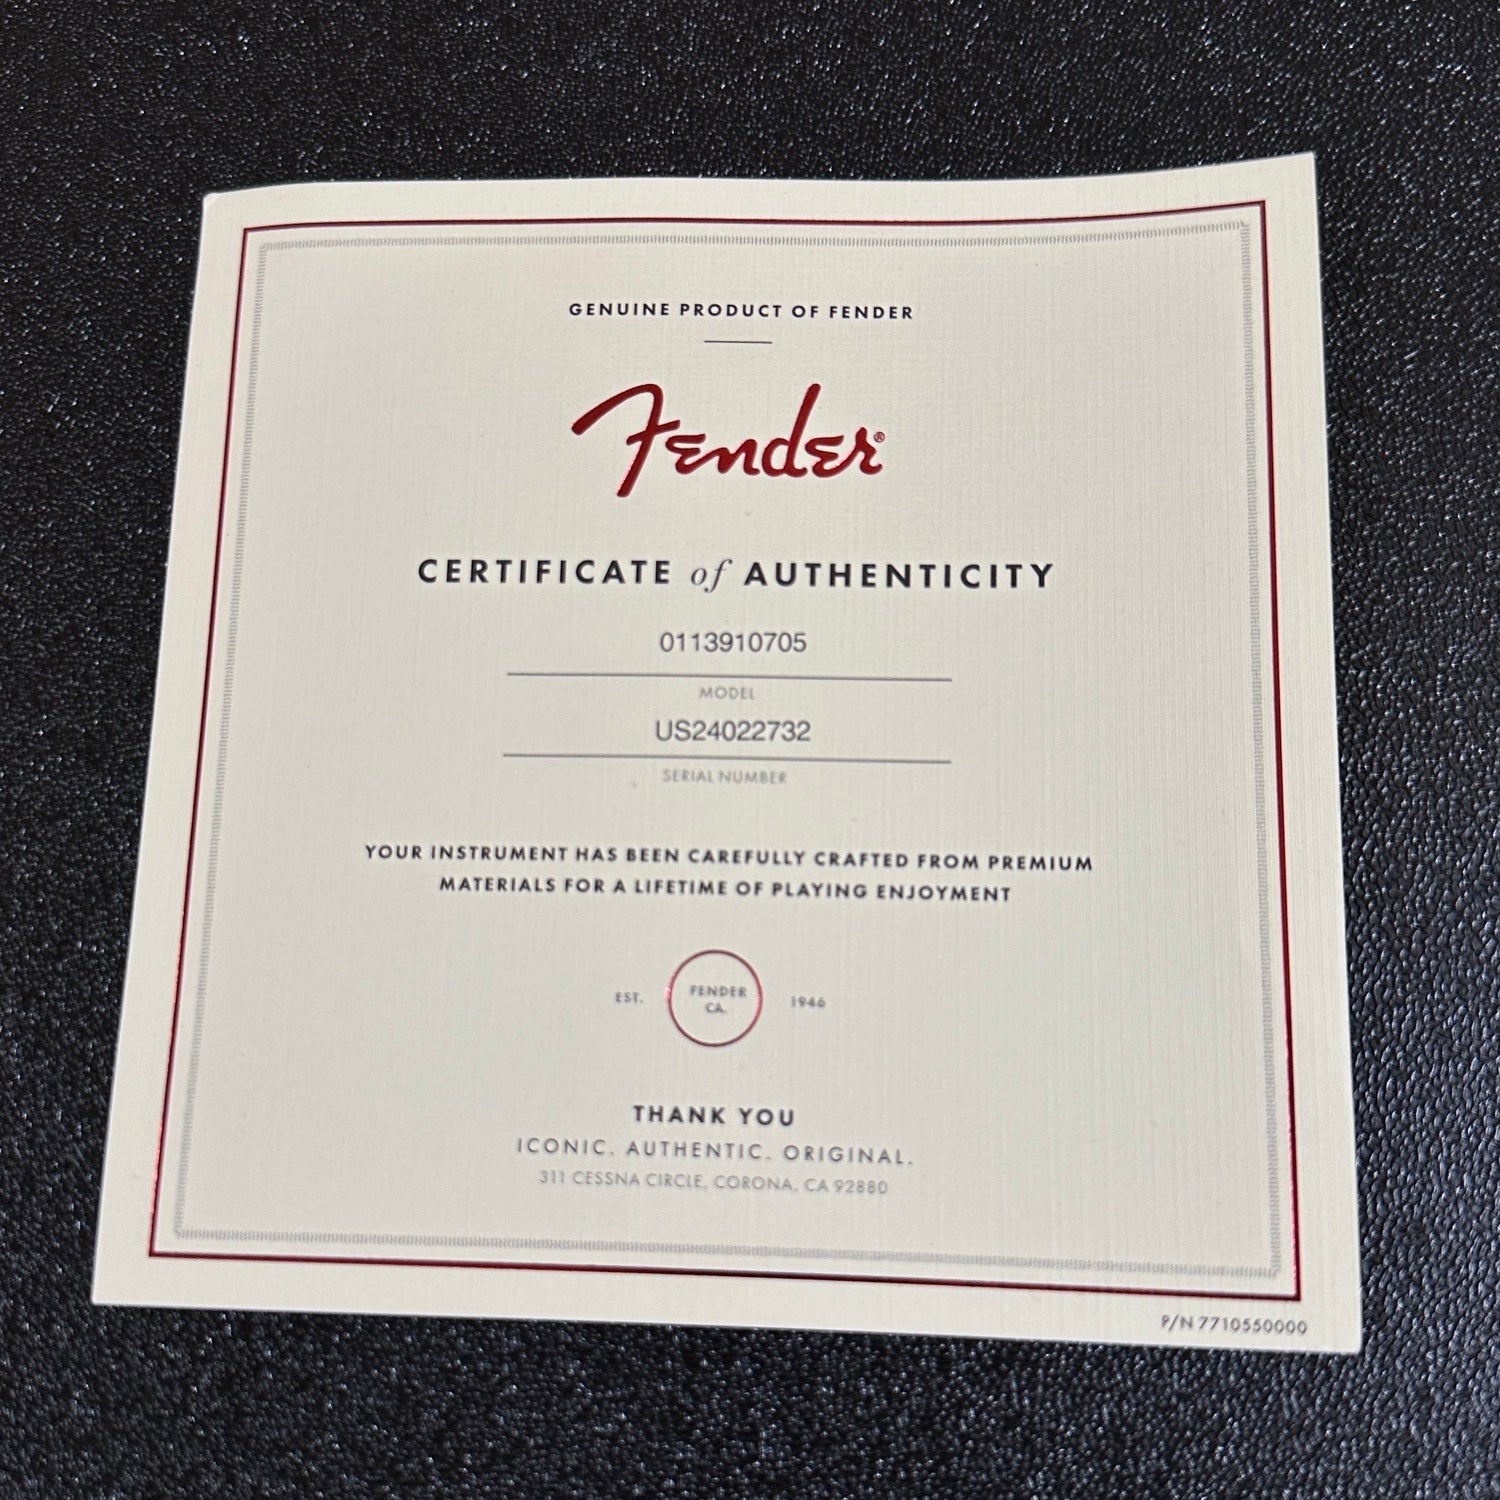 GENUINE PRODUCT OF FENDER
Fender®
CERTIFICATE of AUTHENTICITY
0113910705
MODEL
US24022732
SERIAL NUMBER
YOUR INSTRUMENT HAS BEEN CAREFULLY CRAFTED FROM PREMIUM
MATERIALS FOR A LIFETIME OF PLAYING ENJOYMENT
EST. FENDER 1946
CA.
THANK YOU
ICONIC. AUTHENTIC. ORIGINAL.
311 CESSNA CIRCLE, CORONA, CA 92880
P/N 7710550000